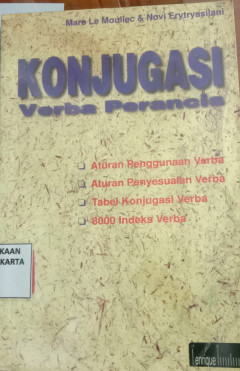 Marc Le Moullec & Novi Erytryasilani
KONJUGASI
Verba Perancis
Aturan Penggunaan Verba
Aturan Penyesuaian Verba
Tabel Konjugasi Verba
8000 Indeks Verba
KAAN
KARTA
enrique